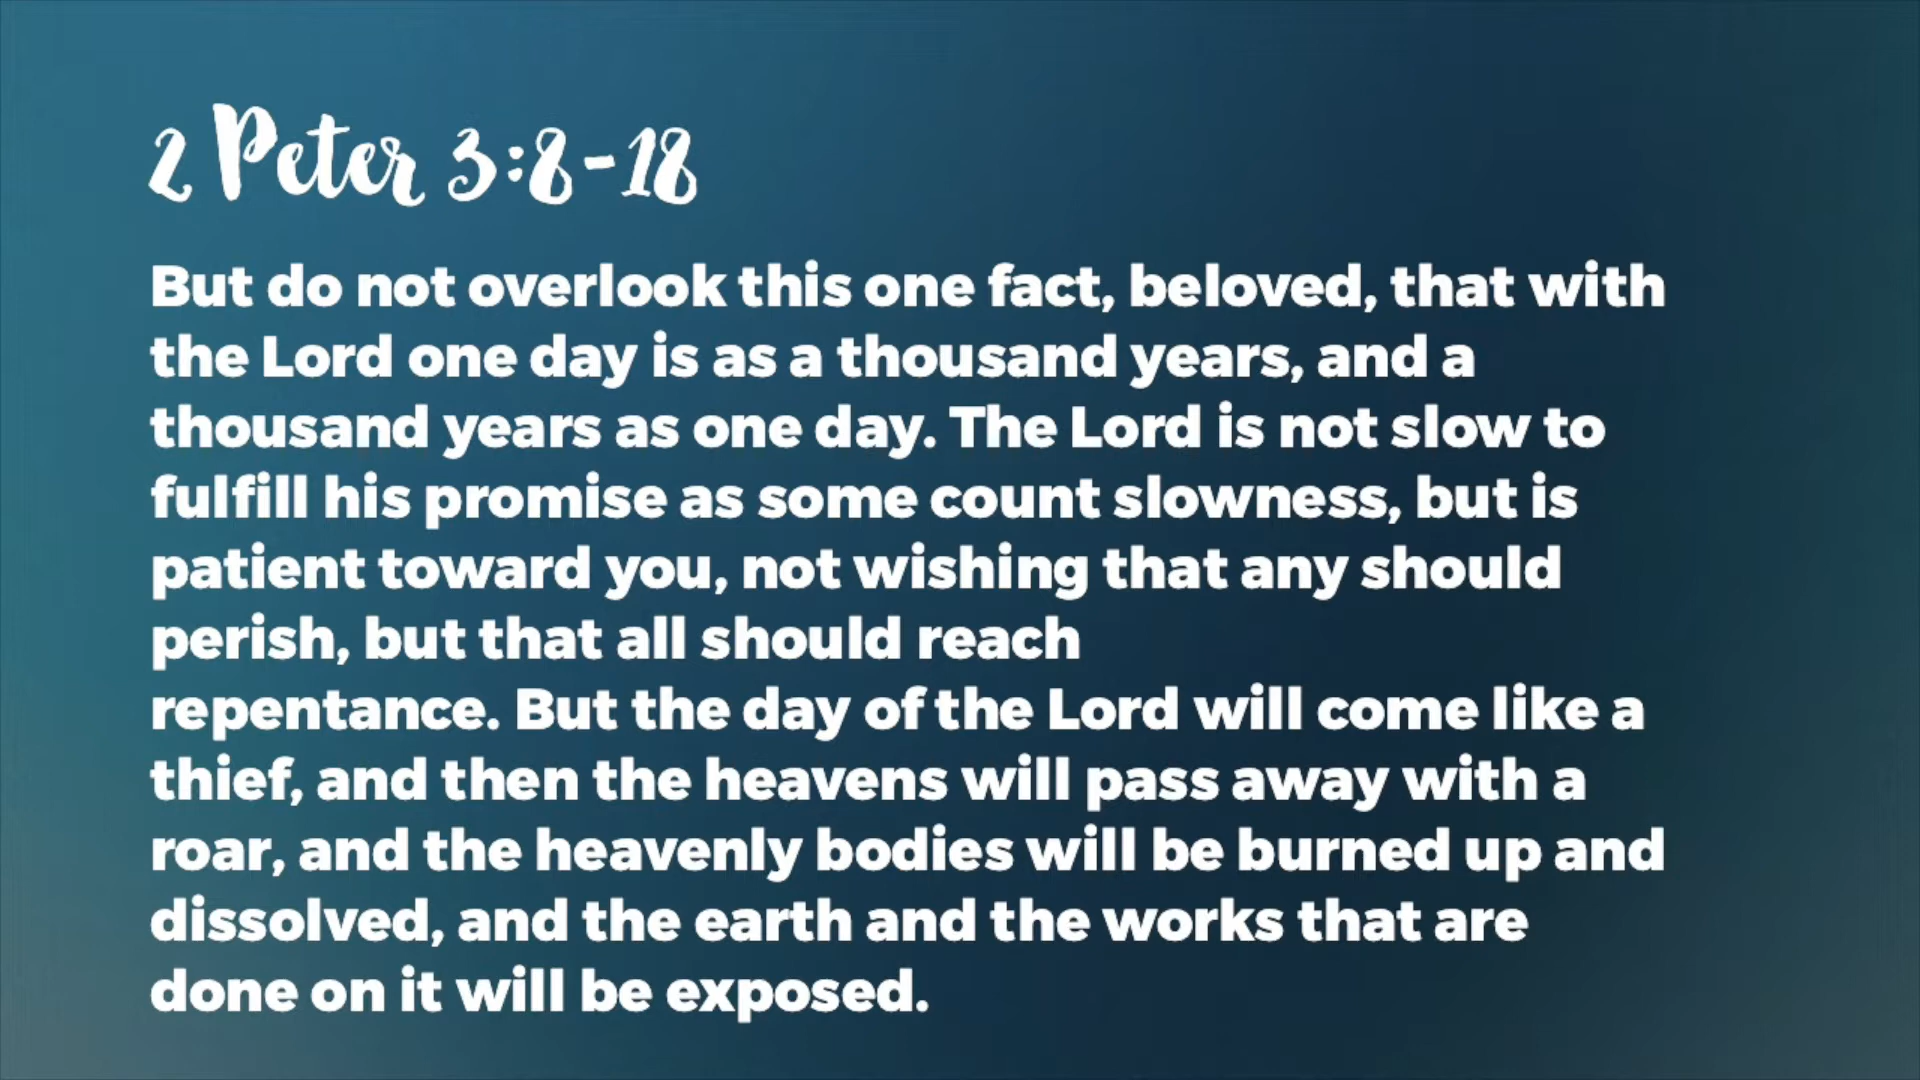 2 Peter 3:8-18
But do not overlook this one fact, beloved, that with
the Lord one day is as a thousand years, and a
thousand years as one day. The Lord is not slow to
fulfill his promise as some count slowness, but is
patient toward you, not wishing that any should
perish, but that all should reach
repentance. But the day of the Lord will come like a
thief, and then the heavens will pass away with a
roar, and the heavenly bodies will be burned up and
dissolved, and the earth and the works that are
done on it will be exposed.